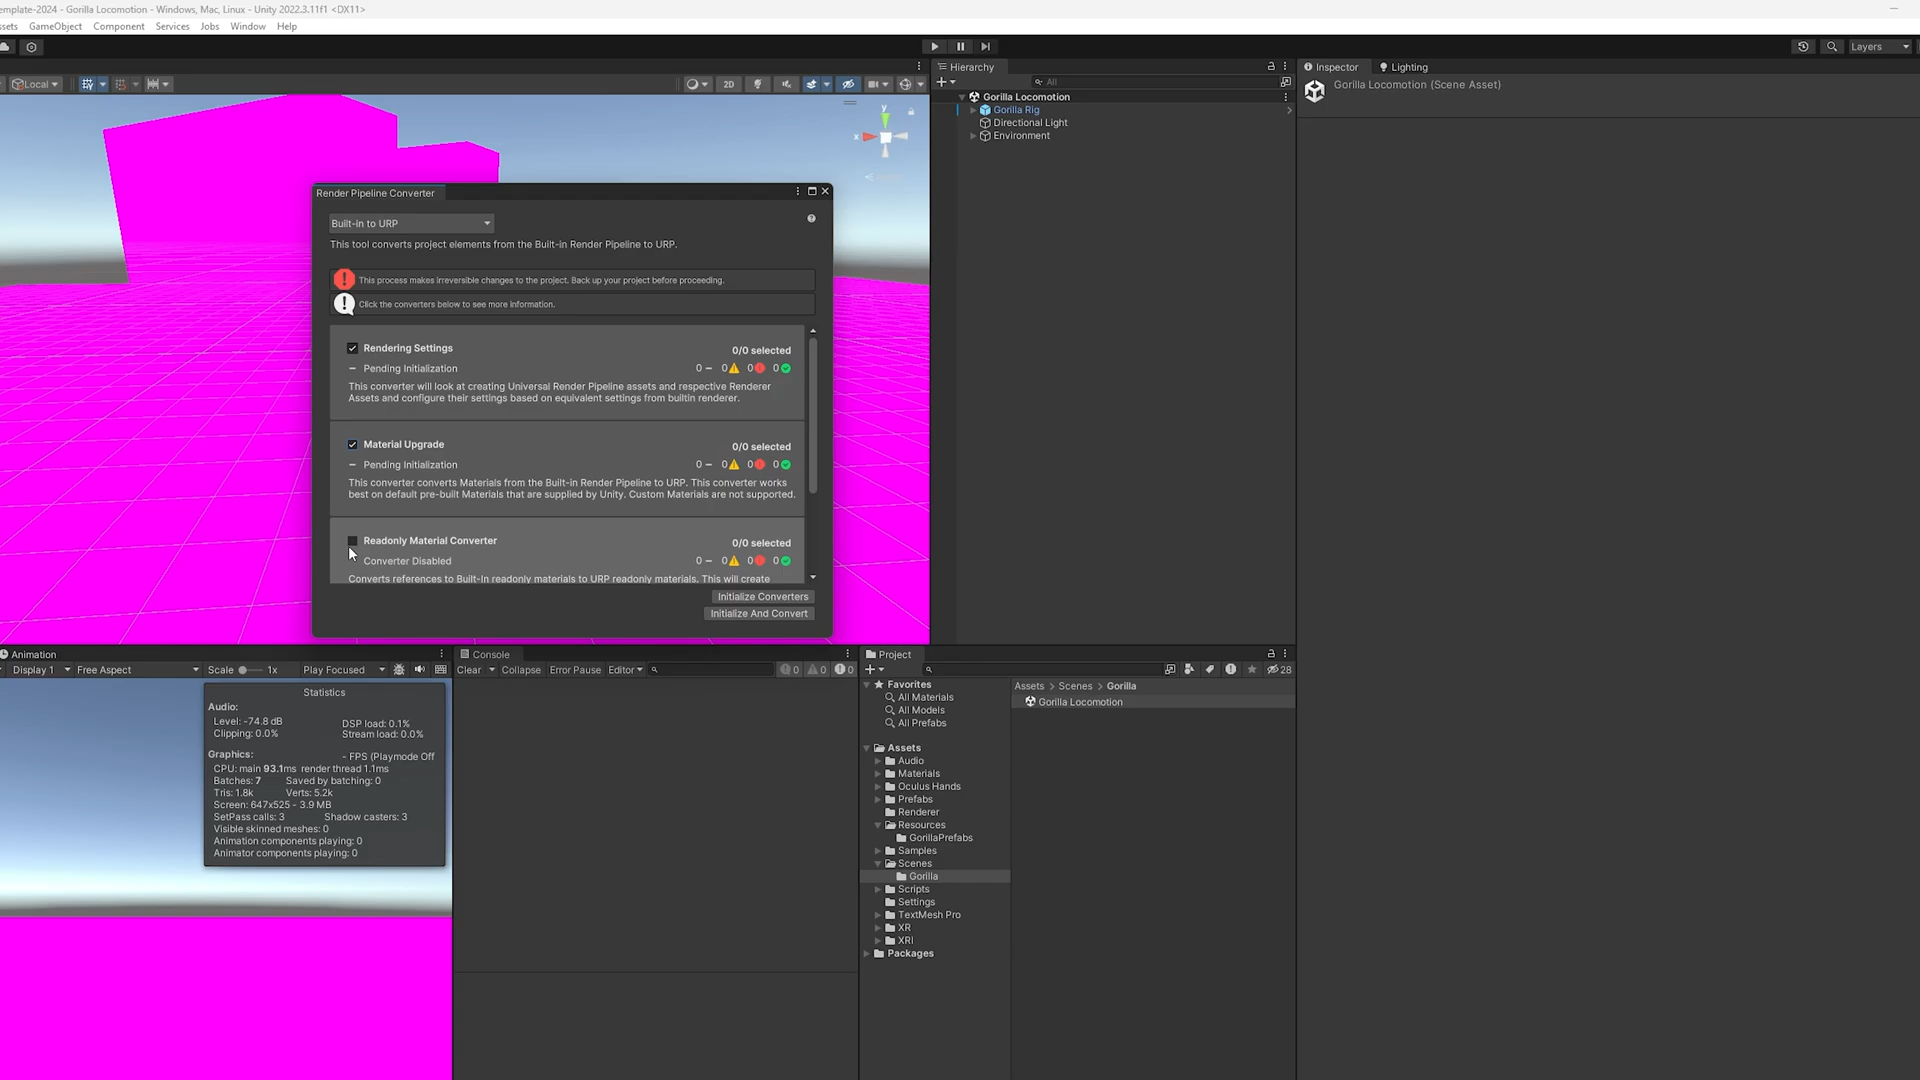 emplate-2024 - Gorilla Locomotion - Windows, Mac, Linux - Unity 2022.3.11f1 <DX11>
ssets GameObject Component Services Jobs Window Help
Layers
Local
2D
y
x
Hierarchy
All
Gorilla Locomotion
Gorilla Rig
Directional Light
Environment
Inspector Lighting
Gorilla Locomotion (Scene Asset)
Render Pipeline Converter
Built-in to URP
This tool converts project elements from the Built-in Render Pipeline to URP.
This process makes irreversible changes to the project. Back up your project before proceeding.
Click the converters below to see more information.
Rendering Settings 0/0 selected
Pending Initialization 0 0 0 0
This converter will look at creating Universal Render Pipeline assets and respective Renderer
Assets and configure their settings based on equivalent settings from builtin renderer.
Material Upgrade 0/0 selected
Pending Initialization 0 0 0 0
This converter converts Materials from the Built-in Render Pipeline to URP. This converter works
best on default pre-built Materials that are supplied by Unity. Custom Materials are not supported.
Readonly Material Converter 0/0 selected
Converter Disabled 0 0 0 0
Converts references to Built-In readonly materials to URP readonly materials. This will create
Initialize Converters
Initialize And Convert
Animation
Display 1 Free Aspect Scale 1x Play Focused
Statistics
Audio:
Level: -74.8 dB DSP load: 0.1%
Clipping: 0.0% Stream load: 0.0%
Graphics: - FPS (Playmode Off
CPU: main 93.1ms render thread 1.1ms
Batches: 7 Saved by batching: 0
Tris: 1.8k Verts: 5.2k
Screen: 647x525 - 3.9 MB
SetPass calls: 3 Shadow casters: 3
Visible skinned meshes: 0
Animation components playing: 0
Animator components playing: 0
Console
Clear Collapse Error Pause Editor 0 0 0
Project
28
Favorites
All Materials
All Models
All Prefabs
Assets
Audio
Materials
Oculus Hands
Prefabs
Renderer
Resources
GorillaPrefabs
Samples
Scenes
Gorilla
Scripts
Settings
TextMesh Pro
XR
XRI
Packages
Assets > Scenes > Gorilla
Gorilla Locomotion